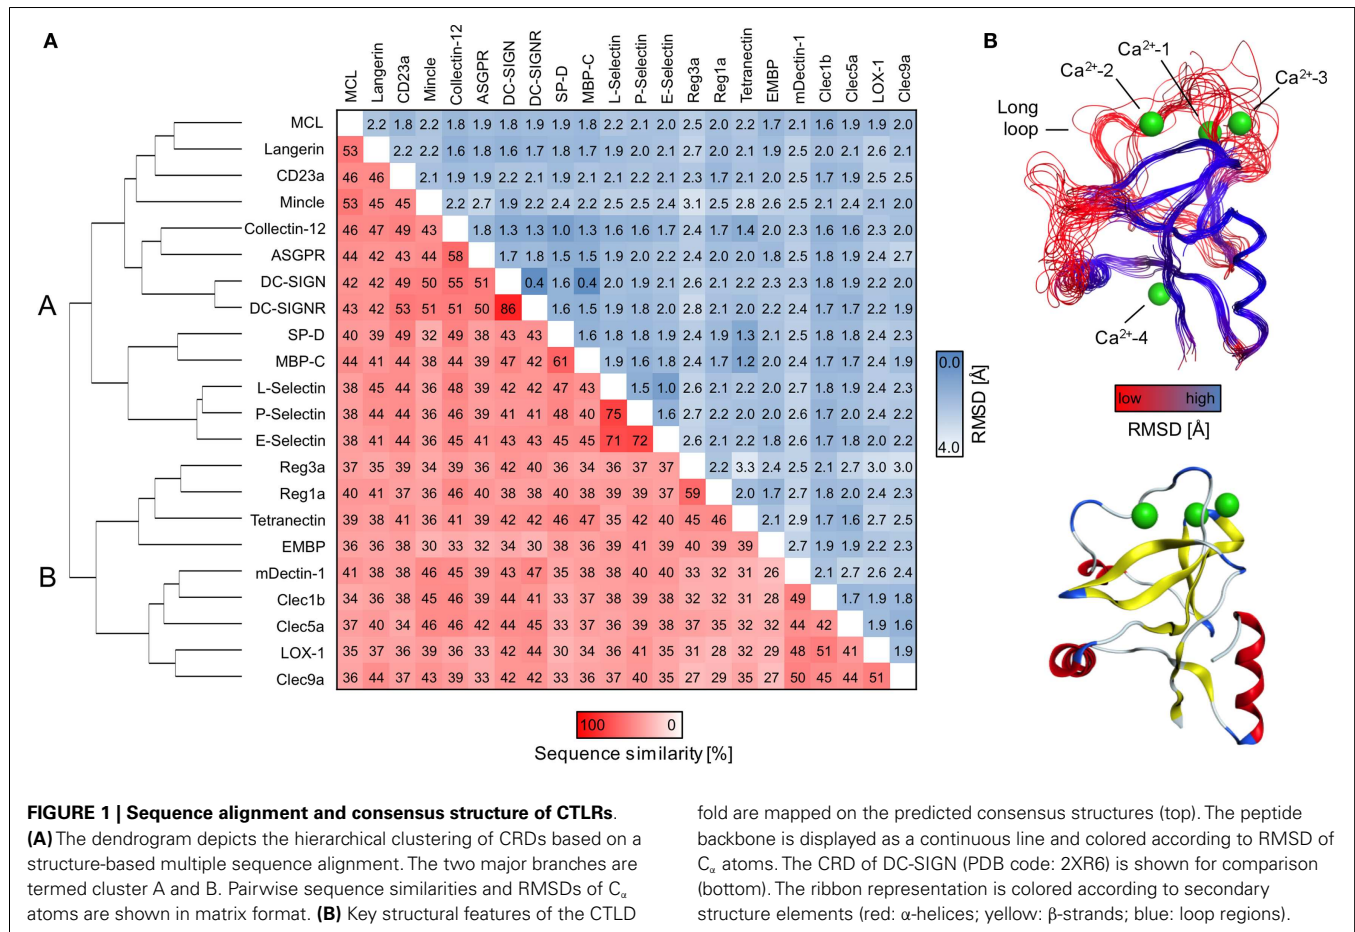 A
MCL
Langerin
CD23a
Mincle
Collectin-12
ASGPR
DC-SIGN
DC-SIGNR
SP-D
MBP-C
L-Selectin
P-Selectin
E-Selectin
Reg3a
Reg1a
Tetranectin
EMBP
mDectin-1
Clec1b
Clec5a
LOX-1
Clec9a
MCL 2.2 1.8 2.2 1.8 1.9 1.8 1.9 1.9 1.8 2.2 2.1 2.0 2.5 2.0 2.2 1.7 2.1 1.6 1.9 1.9 2.0
Langerin 53 2.2 2.2 1.6 1.8 1.6 1.7 1.8 1.7 1.9 2.0 2.1 2.7 2.0 2.1 1.9 2.5 2.0 2.1 2.6 2.1
CD23a 46 46 2.1 1.9 1.9 2.2 2.1 1.9 2.1 2.2 2.1 2.1 2.3 1.7 2.1 2.0 2.5 1.7 1.9 2.5 2.5
Mincle 53 45 45 2.2 2.7 1.9 2.2 2.4 2.2 2.5 2.5 2.4 3.1 2.5 2.8 2.6 2.5 2.1 2.4 2.1 2.0
Collectin-12 46 47 49 43 1.8 1.3 1.3 1.0 1.3 1.6 1.6 1.7 2.4 1.7 1.4 2.0 2.3 1.6 1.6 2.3 2.0
ASGPR 44 42 43 44 58 1.7 1.8 1.5 1.5 1.9 2.0 2.2 2.4 2.0 2.0 1.8 2.5 1.8 1.9 2.4 2.7
A
DC-SIGN 42 42 49 50 55 51 0.4 1.6 0.4 2.0 1.9 2.1 2.6 2.1 2.2 2.3 2.3 1.8 1.9 2.2 2.0
DC-SIGNR 43 42 53 51 51 50 86 1.6 1.5 1.9 1.9 2.0 2.8 2.1 2.0 2.2 2.4 1.7 1.7 2.2 1.9
SP-D 40 39 49 32 49 38 43 43 1.6 1.8 1.8 1.9 2.4 1.9 1.3 2.1 2.5 1.8 1.8 2.4 2.3
MBP-C 44 41 44 38 44 39 47 42 61 1.9 1.6 1.8 2.4 1.7 1.2 2.0 2.4 1.7 1.7 2.4 1.9
L-Selectin 38 45 44 36 48 39 42 42 47 43 1.5 1.0 2.6 2.1 2.2 2.0 2.7 1.8 1.9 2.4 2.3
P-Selectin 38 44 44 36 46 39 41 41 48 40 75 1.6 2.7 2.2 2.0 2.0 2.6 1.7 2.0 2.4 2.2
E-Selectin 38 41 44 36 45 41 43 43 45 45 71 72 2.6 2.1 2.2 1.8 2.6 1.7 1.8 2.0 2.2
Reg3a 37 35 39 34 39 36 42 40 36 34 36 37 37 2.2 3.3 2.4 2.5 2.1 2.7 3.0 3.0
Reg1a 40 41 37 36 46 40 38 38 40 38 39 39 37 59 2.0 1.7 2.7 1.8 2.0 2.4 2.3
Tetranectin 39 38 41 36 41 39 42 42 46 47 35 42 40 45 46 2.1 2.9 1.7 1.6 2.7 2.5
EMBP 36 36 38 30 33 32 34 30 38 36 39 41 39 40 39 39 2.7 1.9 1.9 2.2 2.3
B
mDectin-1 41 38 38 46 45 39 43 47 35 38 38 40 40 33 32 31 26 2.1 2.7 2.6 2.4
Clec1b 34 36 38 45 46 39 44 41 33 37 38 36 38 32 32 31 28 49 1.7 1.9 1.8
Clec5a 37 40 34 46 46 42 44 45 33 37 36 39 38 37 35 32 32 44 42 1.9 1.6
LOX-1 35 37 36 39 36 33 42 44 30 34 36 41 35 31 28 32 29 48 51 41 1.9
Clec9a 36 44 37 43 39 33 42 42 33 36 37 40 35 27 29 35 27 50 45 44 51
100 0
Sequence similarity [%]
0.0
4.0
RMSD [Å]
B
Ca²⁺-1
Ca²⁺-2
Ca²⁺-3
Long
loop
Ca²⁺-4
low high
RMSD [Å]
FIGURE 1 | Sequence alignment and consensus structure of CTLRs.
(A) The dendrogram depicts the hierarchical clustering of CRDs based on a
structure-based multiple sequence alignment. The two major branches are
termed cluster A and B. Pairwise sequence similarities and RMSDs of Cα
atoms are shown in matrix format. (B) Key structural features of the CTLD
fold are mapped on the predicted consensus structures (top). The peptide
backbone is displayed as a continuous line and colored according to RMSD of
Cα atoms. The CRD of DC-SIGN (PDB code: 2XR6) is shown for comparison
(bottom). The ribbon representation is colored according to secondary
structure elements (red: α-helices; yellow: β-strands; blue: loop regions).